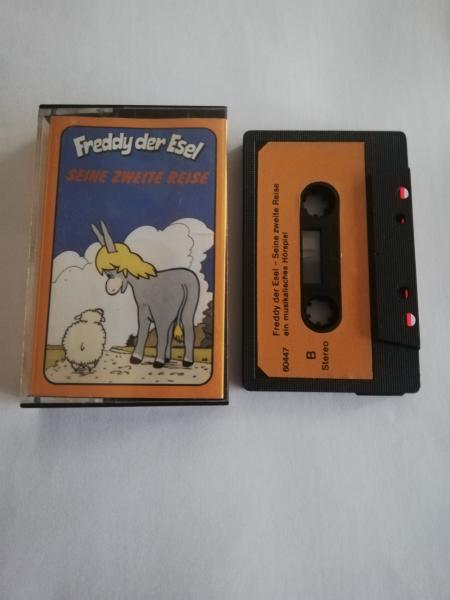 Freddy der Esel
SEINE ZWEITE REISE
Freddy der Esel - Seine zweite Reise
ein musikalisches Hörspiel
60447
B
Stereo